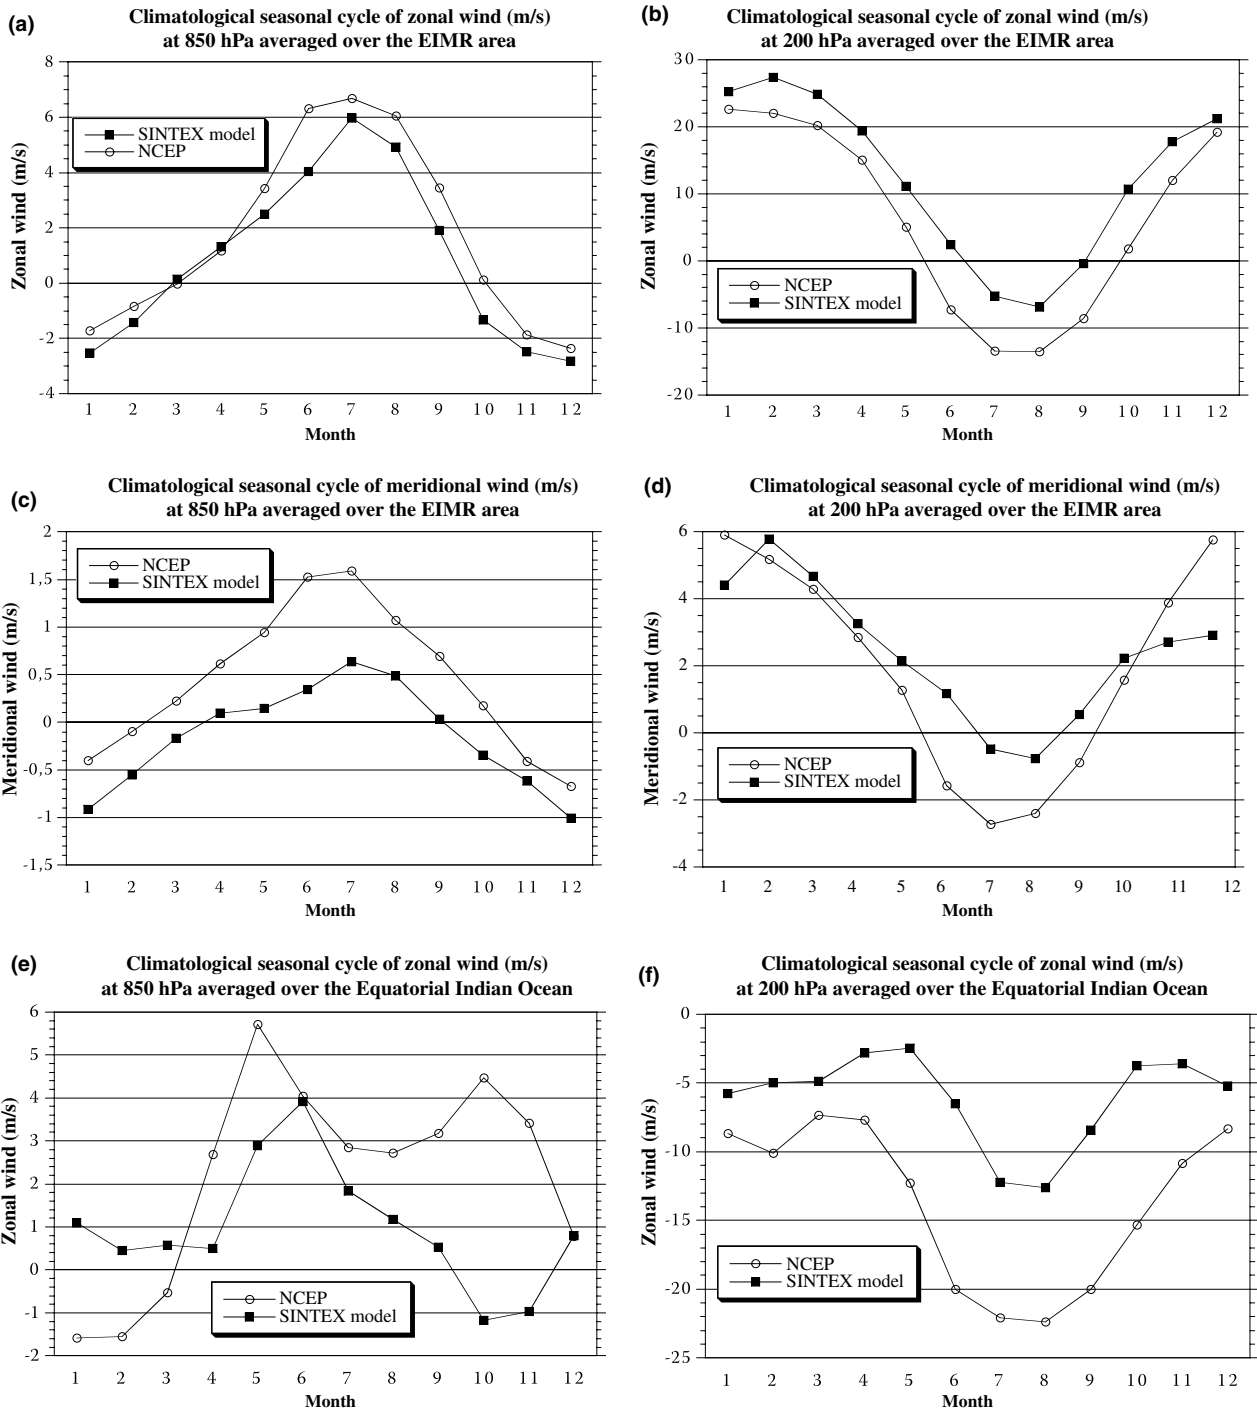 (a)
Climatological seasonal cycle of zonal wind (m/s)
at 850 hPa averaged over the EIMR area
8
6
4
2
0
-2
-4
Zonal wind (m/s)
SINTEX model
NCEP
1 2 3 4 5 6 7 8 9 10 11 12
Month
(b)
Climatological seasonal cycle of zonal wind (m/s)
at 200 hPa averaged over the EIMR area
30
20
10
0
-10
-20
Zonal wind (m/s)
NCEP
SINTEX model
1 2 3 4 5 6 7 8 9 10 11 12
Month
(c)
Climatological seasonal cycle of meridional wind (m/s)
at 850 hPa averaged over the EIMR area
2
1,5
1
0,5
0
-0,5
-1
-1,5
Meridional wind (m/s)
NCEP
SINTEX model
1 2 3 4 5 6 7 8 9 10 11 12
Month
(d)
Climatological seasonal cycle of meridional wind (m/s)
at 200 hPa averaged over the EIMR area
6
4
2
0
-2
-4
Meridional wind (m/s)
NCEP
SINTEX model
1 2 3 4 5 6 7 8 9 10 11 12
Month
(e)
Climatological seasonal cycle of zonal wind (m/s)
at 850 hPa averaged over the Equatorial Indian Ocean
6
5
4
3
2
1
0
-1
-2
Zonal wind (m/s)
NCEP
SINTEX model
1 2 3 4 5 6 7 8 9 10 11 12
Month
(f)
Climatological seasonal cycle of zonal wind (m/s)
at 200 hPa averaged over the Equatorial Indian Ocean
0
-5
-10
-15
-20
-25
Zonal wind (m/s)
NCEP
SINTEX model
1 2 3 4 5 6 7 8 9 10 11 12
Month